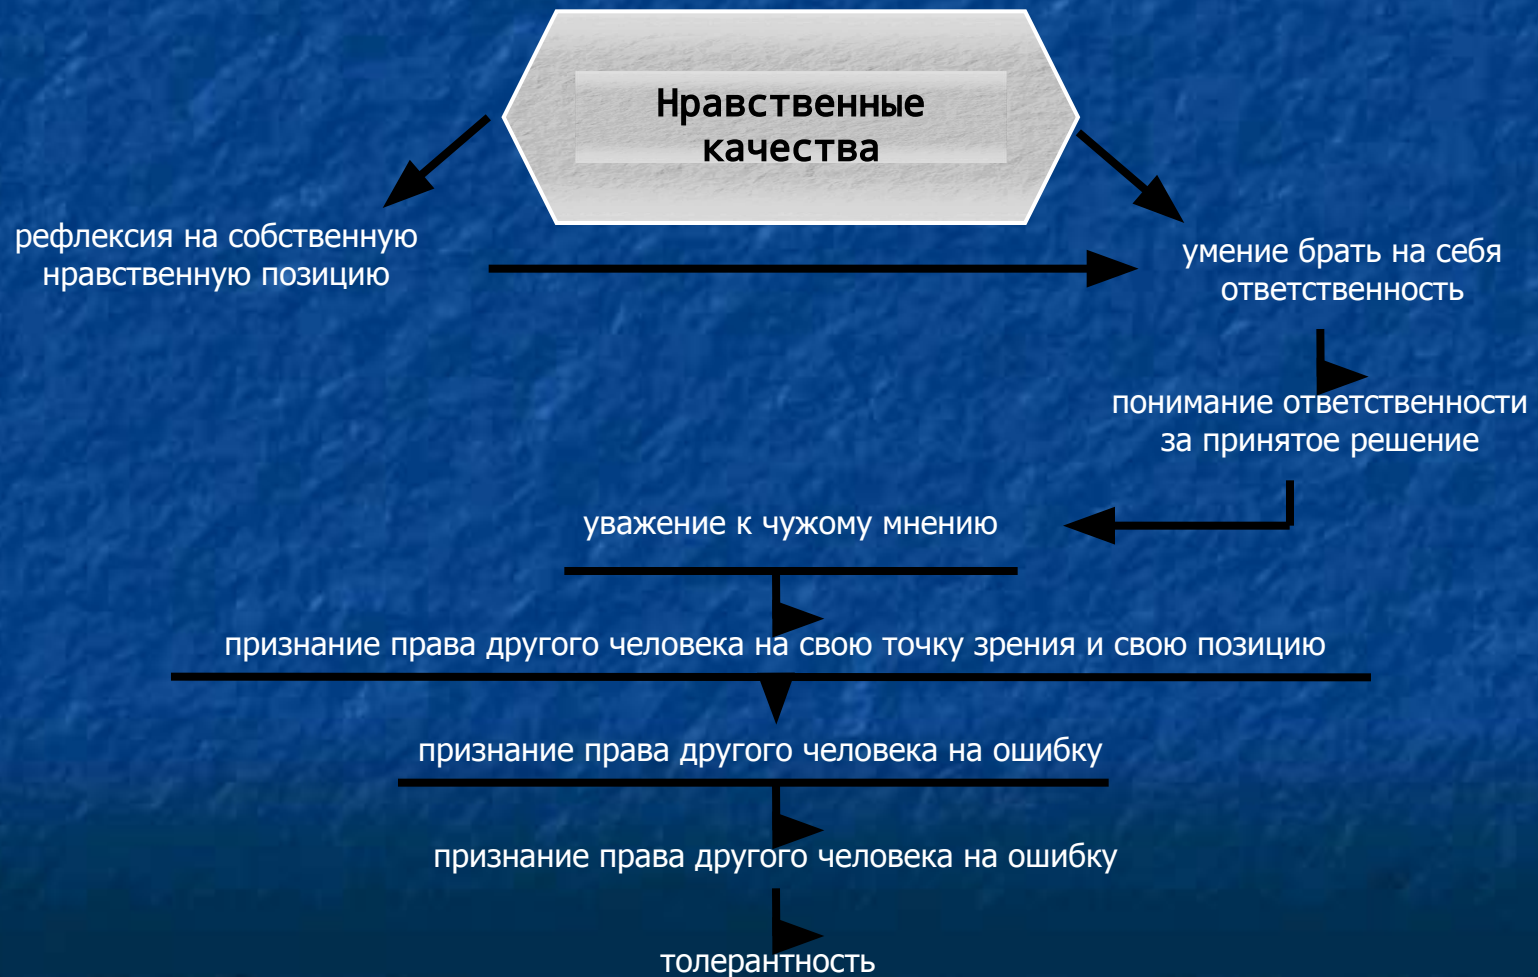 Нравственные
качества
рефлексия на собственную
нравственную позицию
умение брать на себя
ответственность
понимание ответственности
за принятое решение
уважение к чужому мнению
признание права другого человека на свою точку зрения и свою позицию
признание права другого человека на ошибку
признание права другого человека на ошибку
толерантность